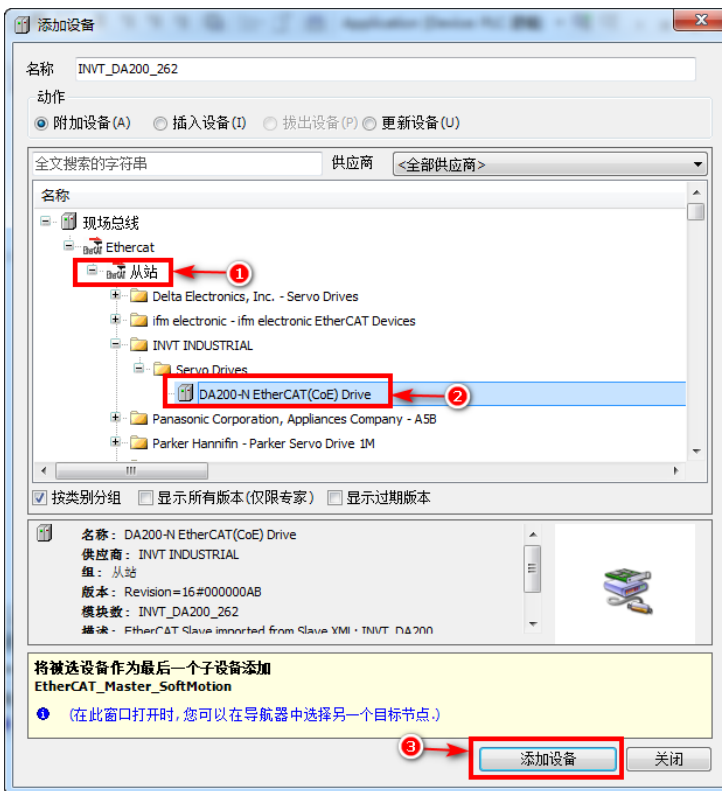 添加设备
名称 INVT_DA200_262
动作
附加设备(A) 插入设备(I) 拔出设备(P) 更新设备(U)
全文搜索的字符串 供应商 <全部供应商>
名称
现场总线
Ethercat
从站 1
Delta Electronics, Inc. - Servo Drives
ifm electronic - ifm electronic EtherCAT Devices
INVT INDUSTRIAL
Servo Drives
DA200-N EtherCAT(CoE) Drive 2
Panasonic Corporation, Appliances Company - A5B
Parker Hannifin - Parker Servo Drive 1M
按类别分组 显示所有版本(仅限专家) 显示过期版本
名称: DA200-N EtherCAT(CoE) Drive
供应商: INVT INDUSTRIAL
组: 从站
版本: Revision=16#000000AB
模块数: INVT_DA200_262
描述: EtherCAT Slave imported from Slave XML: INVT_DA200
将被选设备作为最后一个子设备添加
EtherCAT_Master_SoftMotion
(在此窗口打开时,您可以在导航器中选择另一个目标节点.)
3 添加设备 关闭